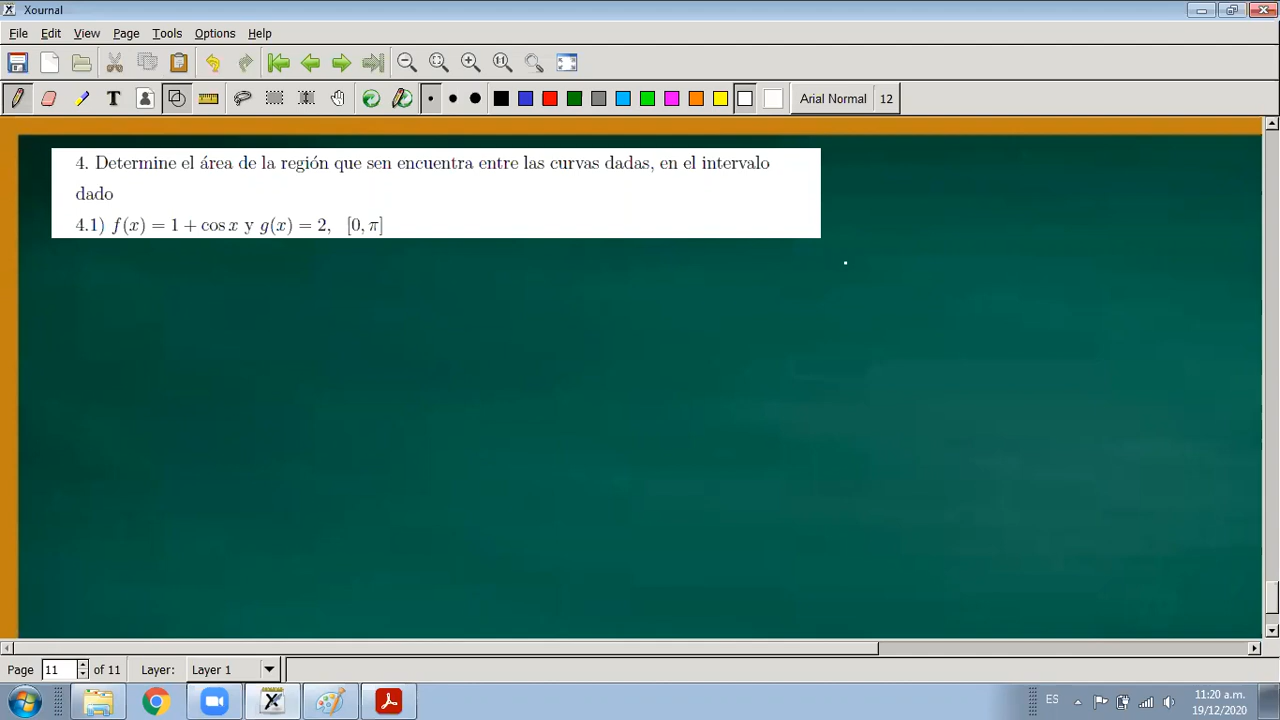 Xournal
File Edit View Page Tools Options Help
Arial Normal 12
4. Determine el área de la región que sen encuentra entre las curvas dadas, en el intervalo
dado
4.1) f(x) = 1 + cos x y g(x) = 2, [0, π]
Page 11 of 11 Layer: Layer 1
ES 11:20 a.m.
19/12/2020